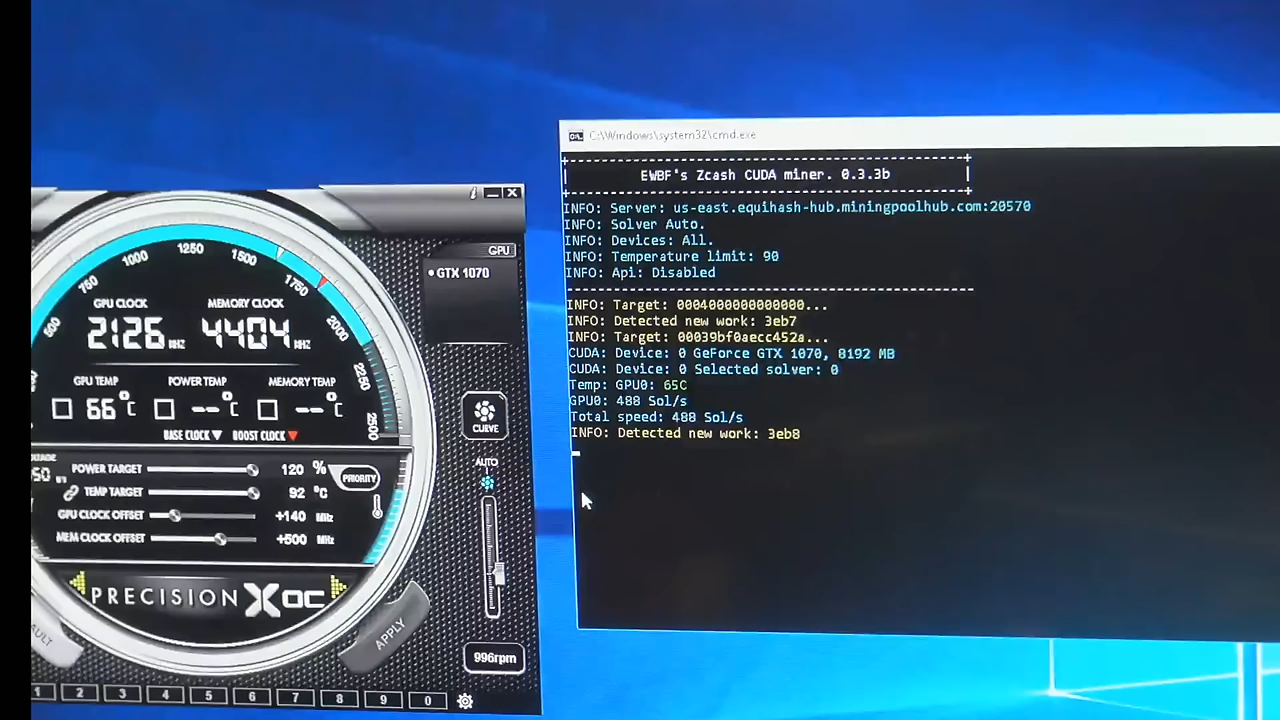 GPU
GTX 1070
500
750
1000
1250
1500
1750
2000
2250
2500
GPU CLOCK
MEMORY CLOCK
2126 MHZ
4404 MHZ
GPU TEMP
POWER TEMP
MEMORY TEMP
66°C
--°C
--°C
BASE CLOCK
BOOST CLOCK
POWER TARGET 120 %
PRIORITY
TEMP TARGET 92 °C
GPU CLOCK OFFSET +140 MHz
MEM CLOCK OFFSET +500 MHz
PRECISION XOC
CURVE
AUTO
APPLY
996rpm
1 2 3 4 5 6 7 8 9 0
C:\Windows\system32\cmd.exe
EWBF's Zcash CUDA miner. 0.3.3b
INFO: Server: us-east.equihash-hub.miningpoolhub.com:20570
INFO: Solver Auto.
INFO: Devices: All.
INFO: Temperature limit: 90
INFO: Api: Disabled
INFO: Target: 0004000000000000...
INFO: Detected new work: 3eb7
INFO: Target: 00039bf0aecc452a...
CUDA: Device: 0 GeForce GTX 1070, 8192 MB
CUDA: Device: 0 Selected solver: 0
Temp: GPU0: 65C
GPU0: 488 Sol/s
Total speed: 488 Sol/s
INFO: Detected new work: 3eb8